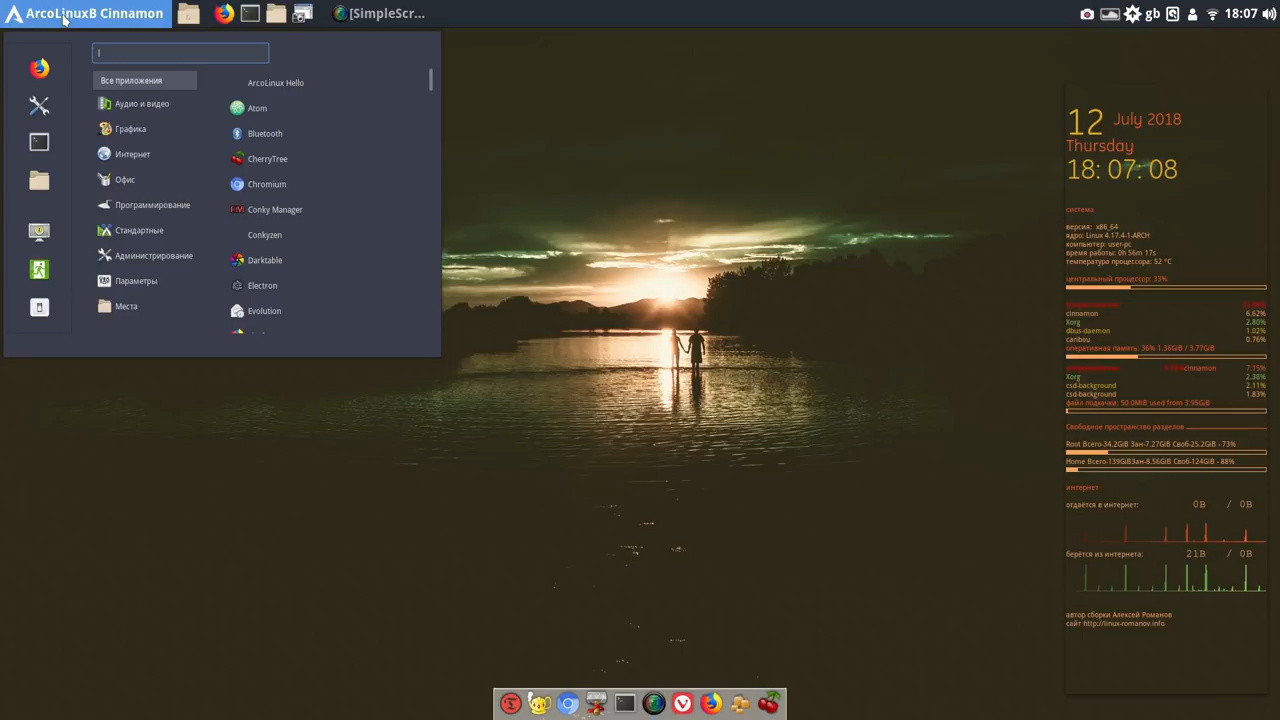 ArcoLinuxB Cinnamon
[SimpleScr...
gb
18:07
Все приложения
Аудио и видео
Графика
Интернет
Офис
Программирование
Стандартные
Администрирование
Параметры
Места
ArcoLinux Hello
Atom
Bluetooth
CherryTree
Chromium
Conky Manager
Conkyzen
Darktable
Electron
Evolution
12 July 2018
Thursday
18: 07: 08
система
версия: x86_64
ядро: Linux 4.17.4-1-ARCH
компьютер: user-pc
время работы: 0h 56m 17s
температура процессора: 52 °C
центральный процессор: 33%
cinnamon 6.62%
Xorg 2.80%
dbus-daemon 1.02%
caribou 0.76%
оперативная память: 36% 1.36GiB / 3.77GiB
cinnamon 7.15%
Xorg 2.38%
csd-background 2.11%
csd-background 1.83%
файл подкачки: 50.0MiB used from 3.95GiB
Свободное пространство разделов
Root Всего-34.2GiB Зан-7.27GiB Своб-25.2GiB - 73%
Home Всего-139GiBЗан-8.56GiB Своб-124GiB - 88%
интернет
отдаётся в интернет: 0B / 0B
берется из интернета: 21B / 0B
автор сборки Алексей Романов
сайт http://linux-romanov.info